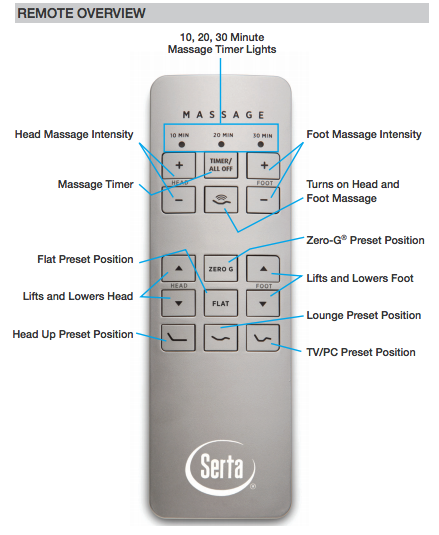 REMOTE OVERVIEW
10, 20, 30 Minute
Massage Timer Lights
MASSAGE
10 MIN 20 MIN 30 MIN
Head Massage Intensity
Foot Massage Intensity
+ TIMER/ +
ALL OFF
HEAD FOOT
Massage Timer
Turns on Head and
Foot Massage
− −
Zero-G® Preset Position
Flat Preset Position
ZERO G
Lifts and Lowers Foot
HEAD FOOT
Lifts and Lowers Head
FLAT
Lounge Preset Position
Head Up Preset Position
TV/PC Preset Position
Serta®